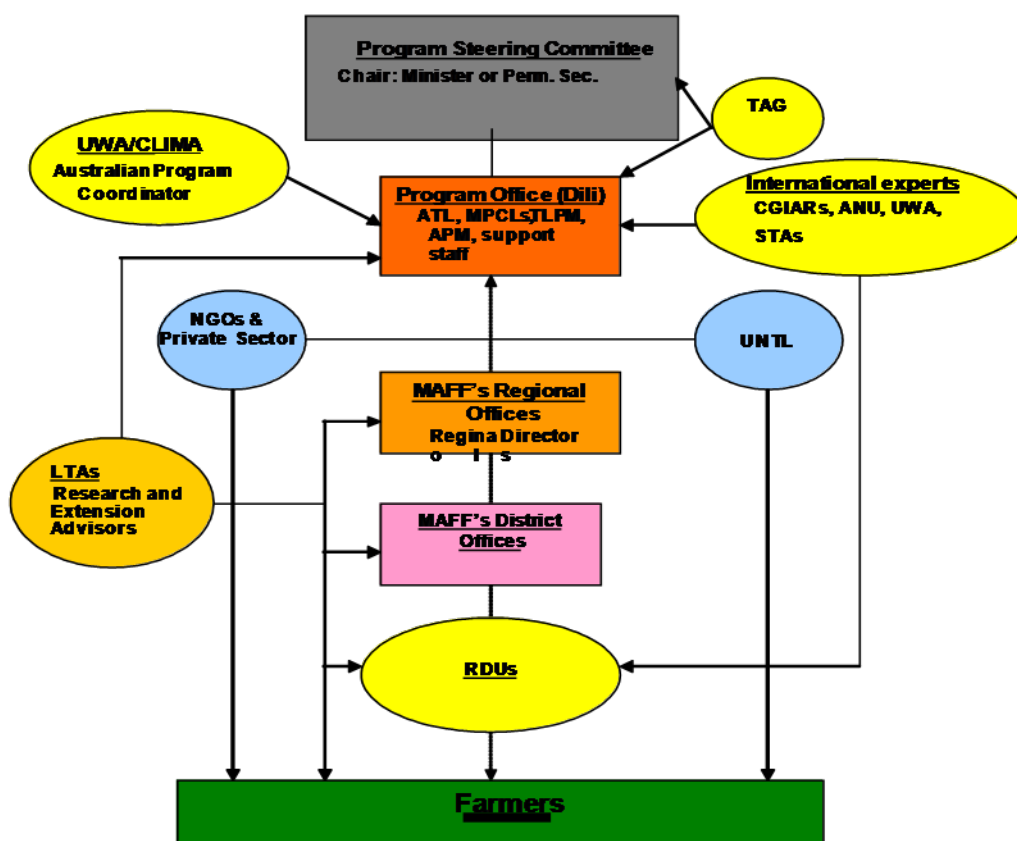 Program Steering Committee
Chair: Minister or Perm. Sec.
TAG
UWA/CLIMA
Australian Program
Coordinator
Program Office (Dili)
ATL, MPCLs,TLPM,
APM, support
staff
International experts
CGIARs, ANU, UWA,
STAs
NGOs &
Private Sector
UNTL
MAFF's Regional
Offices
Regina Director
o l s
LTAs
Research and
Extension
Advisors
MAFF's District
Offices
RDUs
Farmers